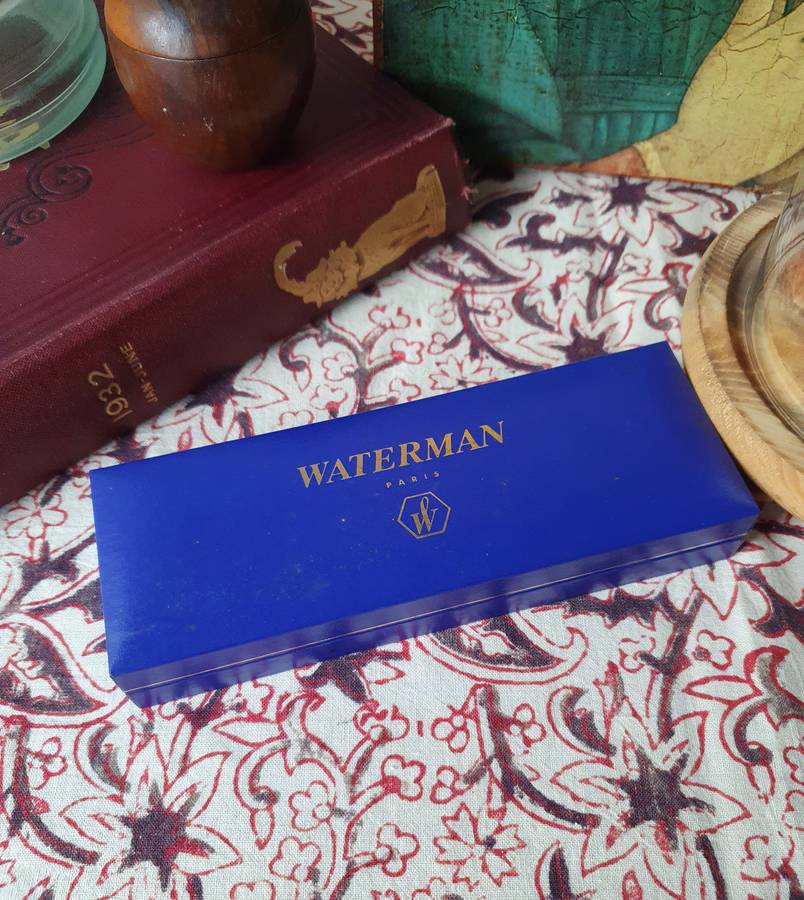 1932
JAN-JUNE
WATERMAN
PARIS
W